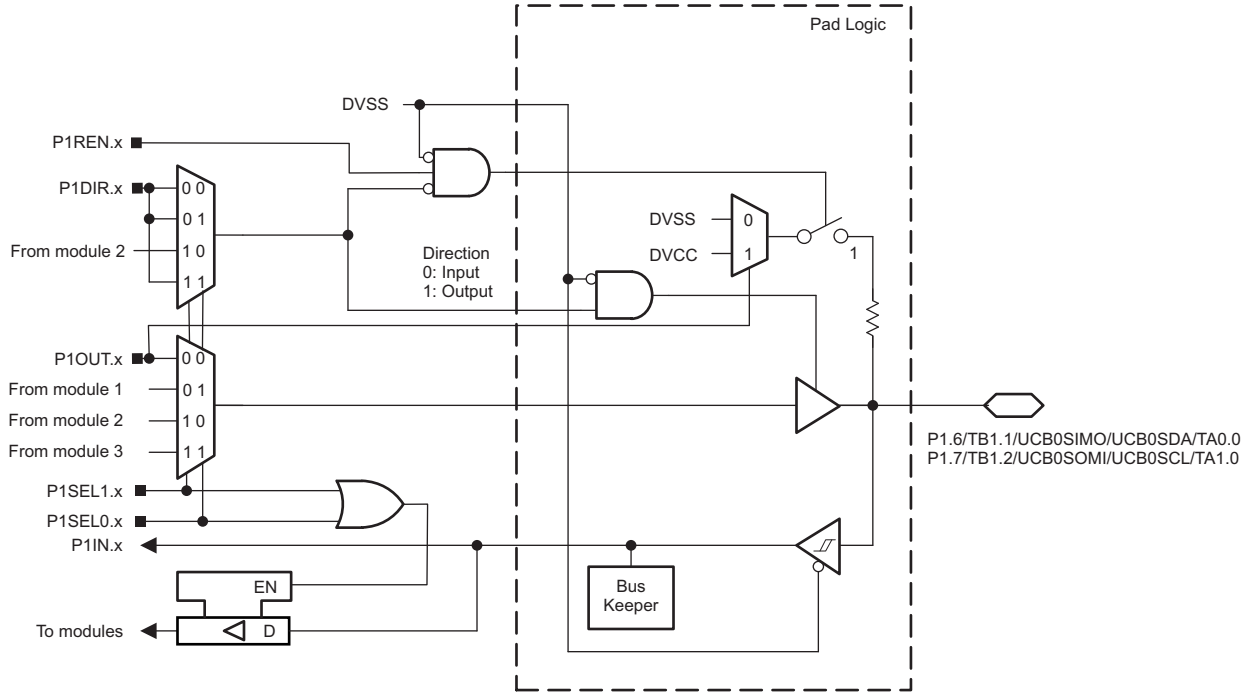 Pad Logic
DVSS
P1REN.x
P1DIR.x
0 0
0 1
From module 2
1 0
1 1
Direction
0: Input
1: Output
DVSS
0
DVCC
1
1
P1OUT.x
0 0
From module 1
0 1
From module 2
1 0
From module 3
1 1
P1.6/TB1.1/UCB0SIMO/UCB0SDA/TA0.0
P1.7/TB1.2/UCB0SOMI/UCB0SCL/TA1.0
P1SEL1.x
P1SEL0.x
P1IN.x
EN
Bus
Keeper
To modules
D